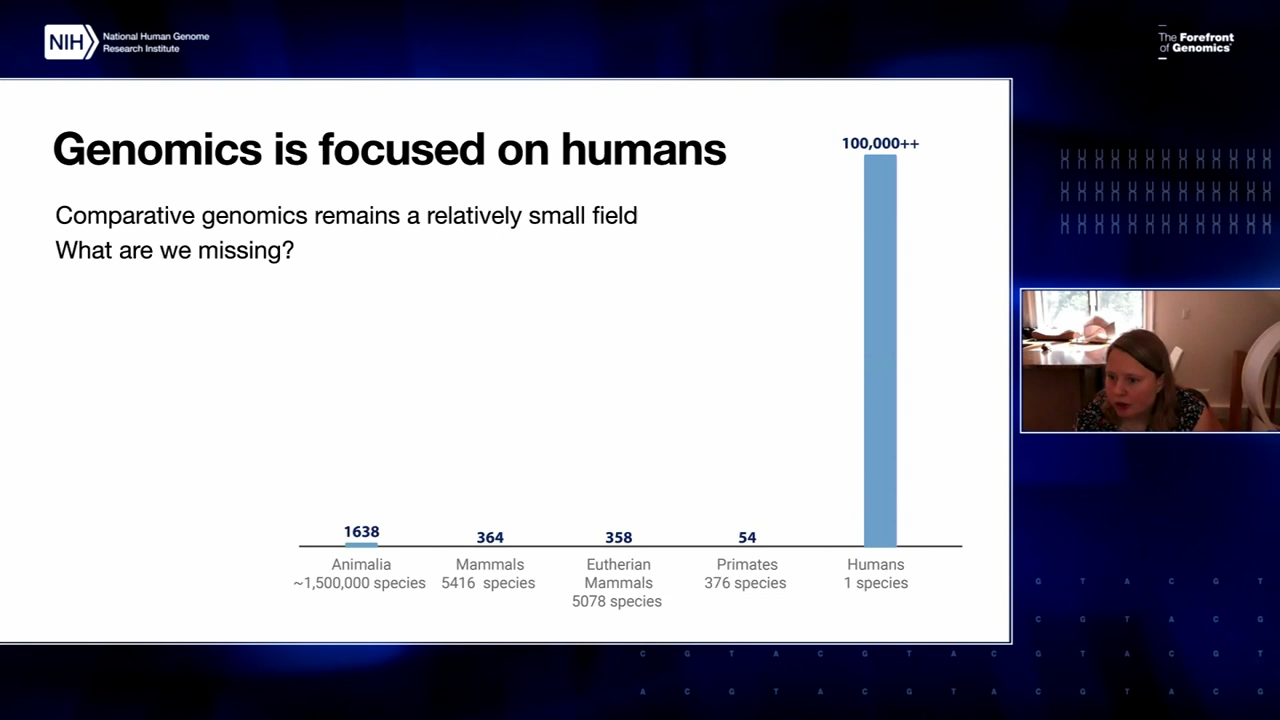 NIH
National Human Genome
Research Institute
The Forefront
of Genomics®
Genomics is focused on humans
Comparative genomics remains a relatively small field
What are we missing?
100,000++
1638
364
358
54
Animalia
~1,500,000 species
Mammals
5416 species
Eutherian
Mammals
5078 species
Primates
376 species
Humans
1 species
G T A C G T
C G T A C G
C G T A C G T A C G T A C G T
A C G T A C G T A C G T A C G